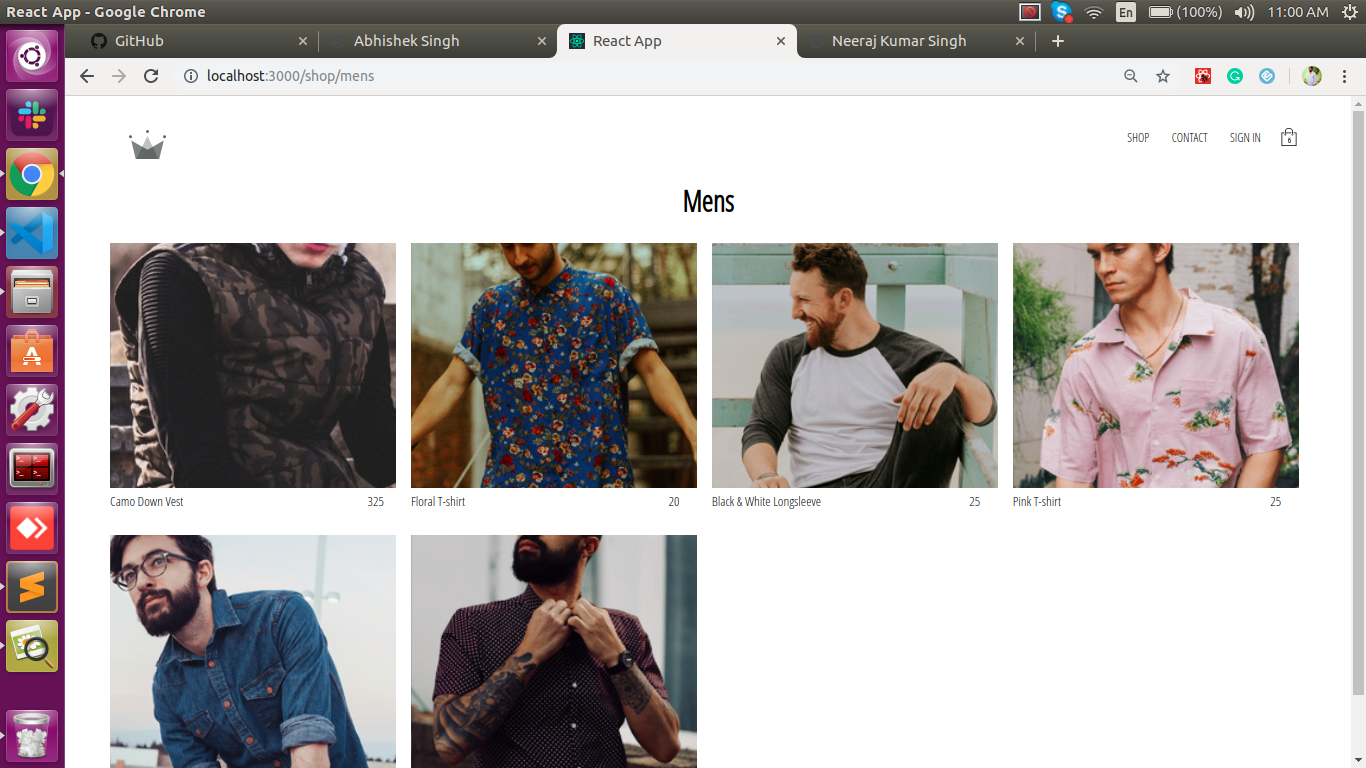 React App - Google Chrome
En (100%) 11:00 AM
GitHub
Abhishek Singh
React App
Neeraj Kumar Singh
localhost:3000/shop/mens
SHOP CONTACT SIGN IN 6
Mens
Camo Down Vest 325
Floral T-shirt 20
Black & White Longsleeve 25
Pink T-shirt 25